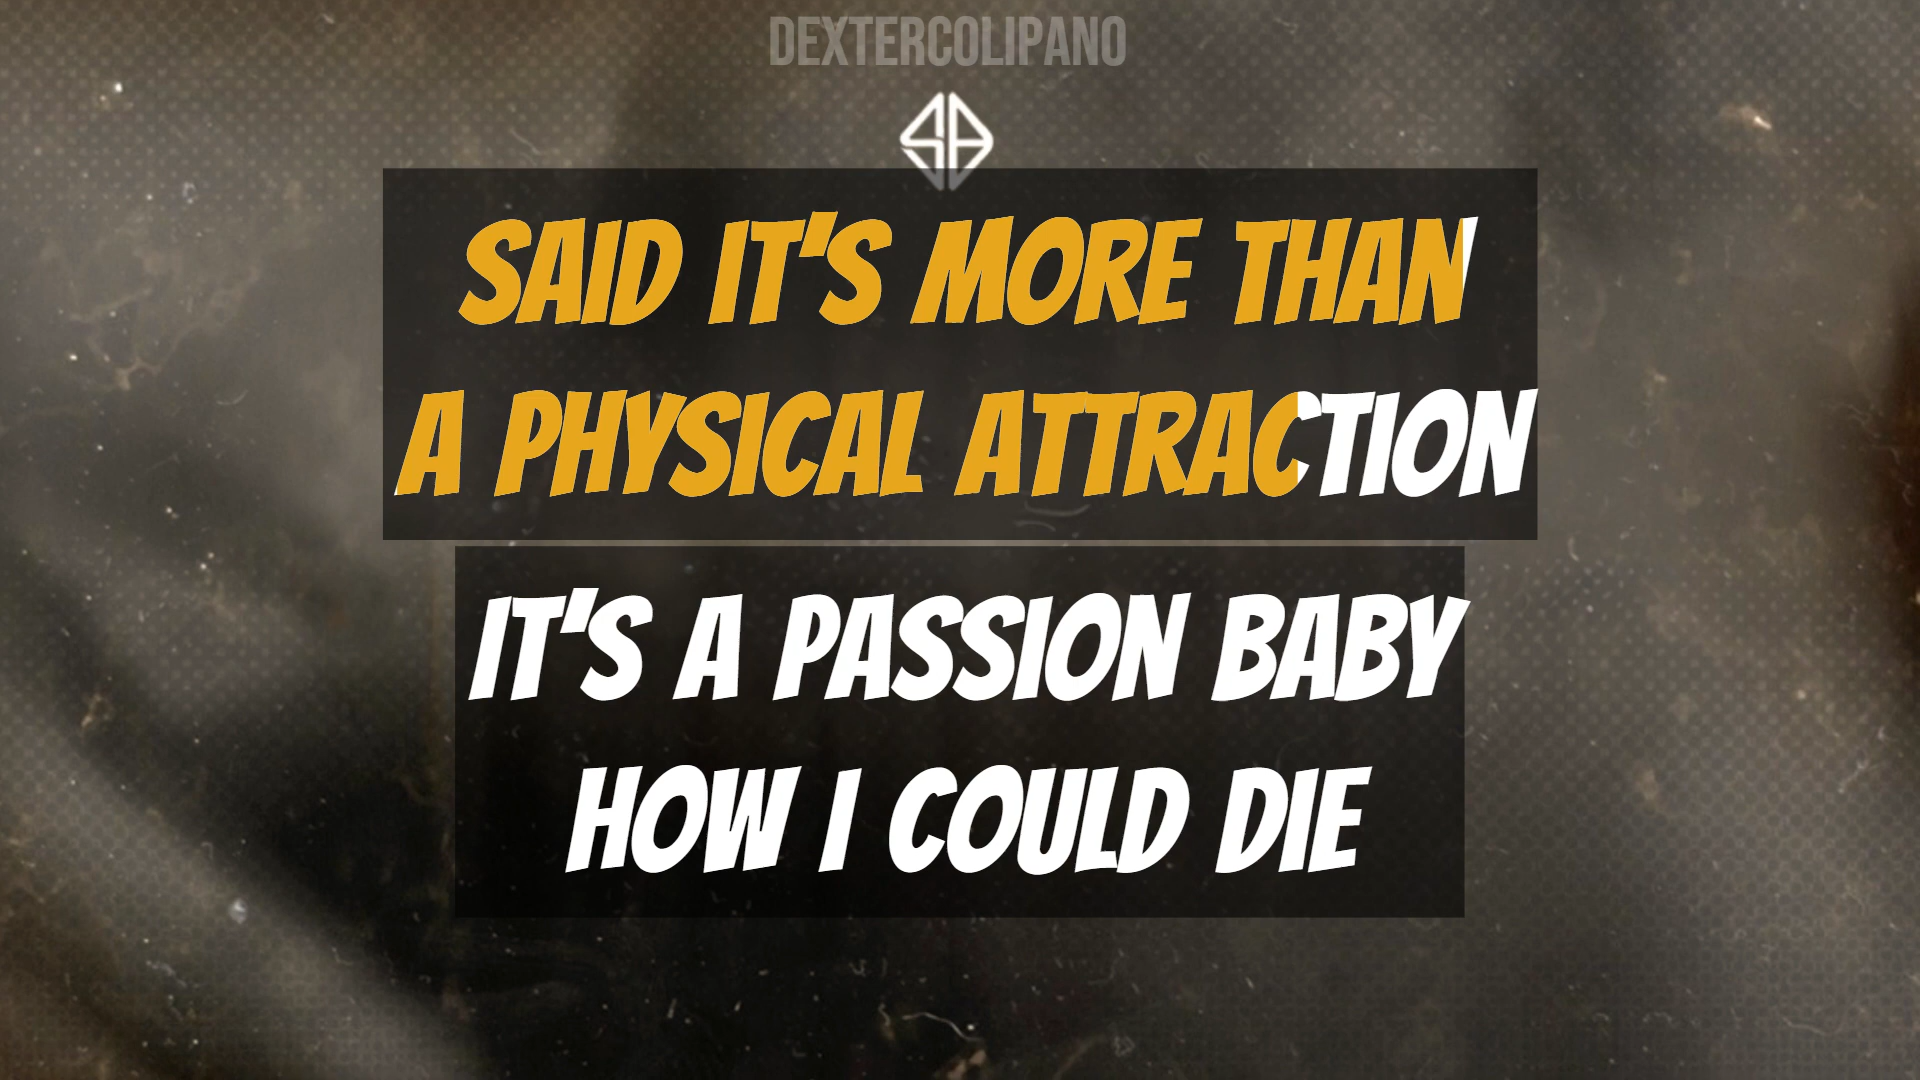 DEXTERCOLIPANO
SAID IT'S MORE THAN
A PHYSICAL ATTRACTION
IT'S A PASSION BABY
HOW I COULD DIE